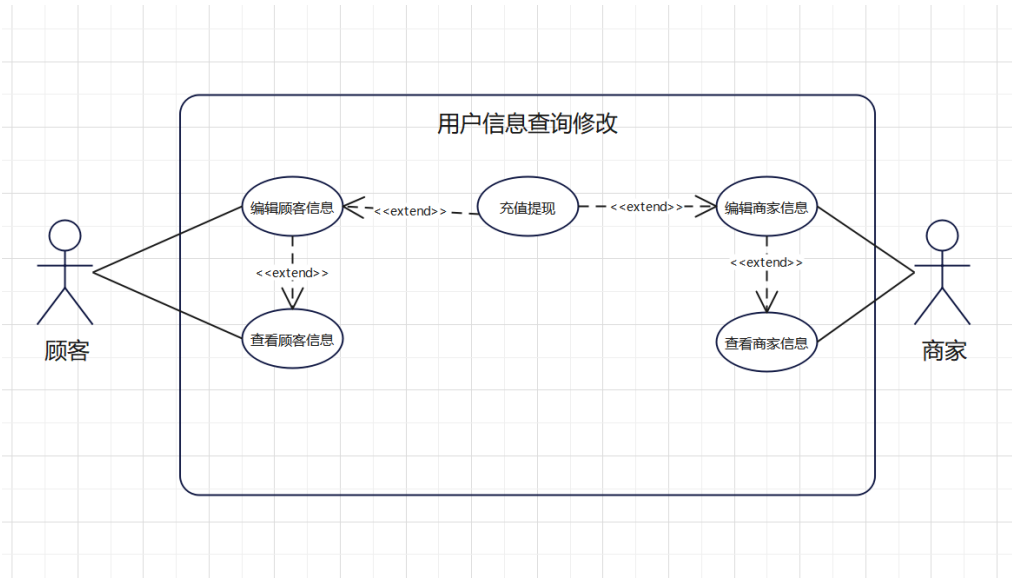 用户信息查询修改
编辑顾客信息
<<extend>>
充值提现
<<extend>>
编辑商家信息
<<extend>>
<<extend>>
查看顾客信息
查看商家信息
顾客
商家